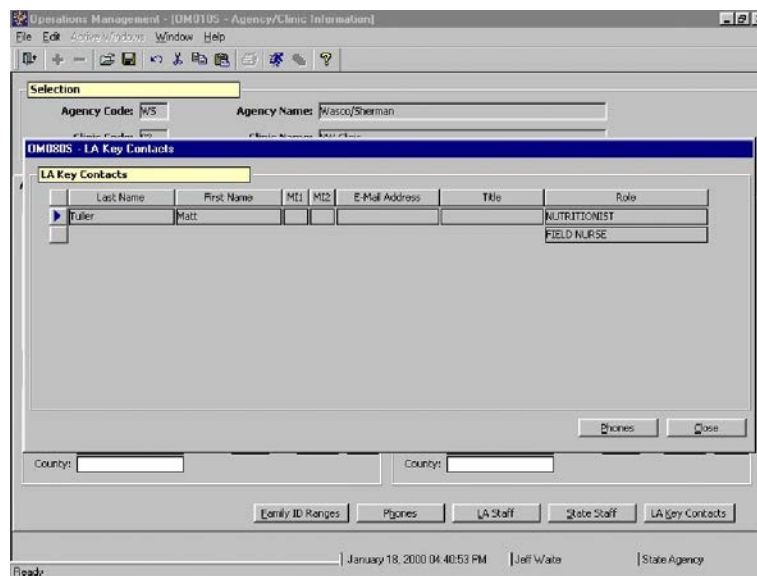 Operations Management - [OM010S - Agency/Clinic Information]
File Edit Active Windows Window Help
Selection
Agency Code: WS Agency Name: Wasco/Sherman
OM080S - LA Key Contacts
LA Key Contacts
Last Name First Name MI1 MI2 E-Mail Address Title Role
Tuller Matt NUTRITIONIST
FIELD NURSE
Phones Close
County: County:
Family ID Ranges Phones LA Staff State Staff LA Key Contacts
January 18, 2000 04:40:53 PM Jeff Waite State Agency
Ready